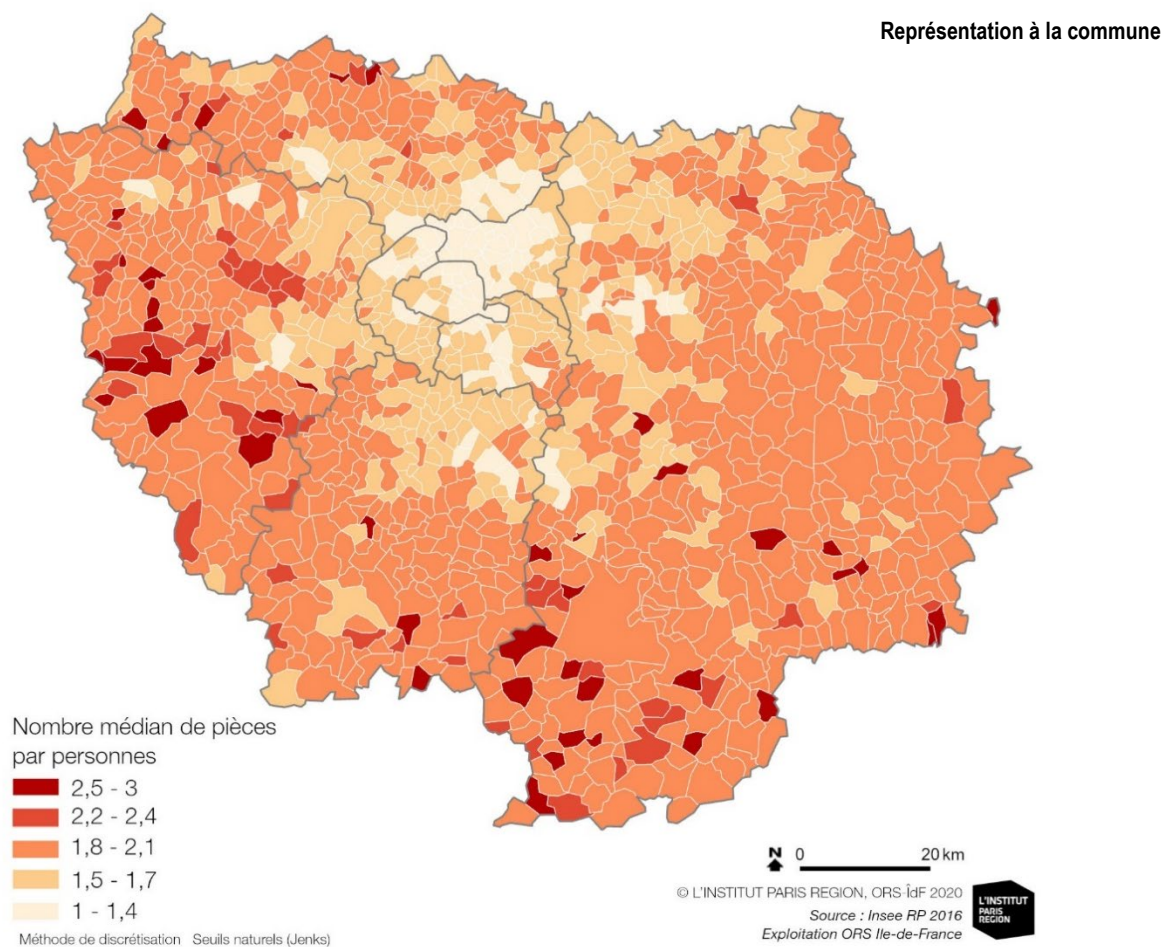 Représentation à la commune
Nombre médian de pièces
par personnes
2,5 - 3
2,2 - 2,4
1,8 - 2,1
1,5 - 1,7
1 - 1,4
Méthode de discrétisation Seuils naturels (Jenks)
N 0 20 km
© L'INSTITUT PARIS REGION, ORS-ÎdF 2020
Source : Insee RP 2016
Exploitation ORS Ile-de-France
L'INSTITUT
PARIS
REGION